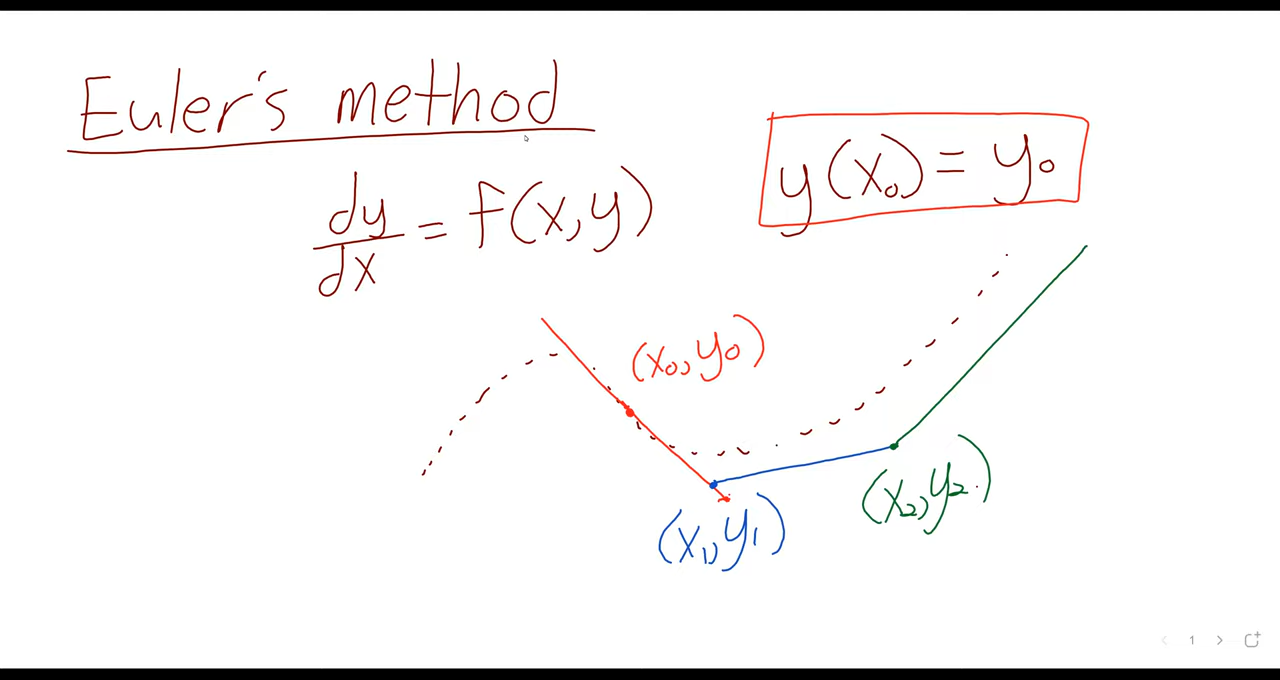 Euler's method
dy/dx = f(x,y)
y(x₀) = y₀
(x₀,y₀)
(x₁,y₁)
(x₂,y₂)
1